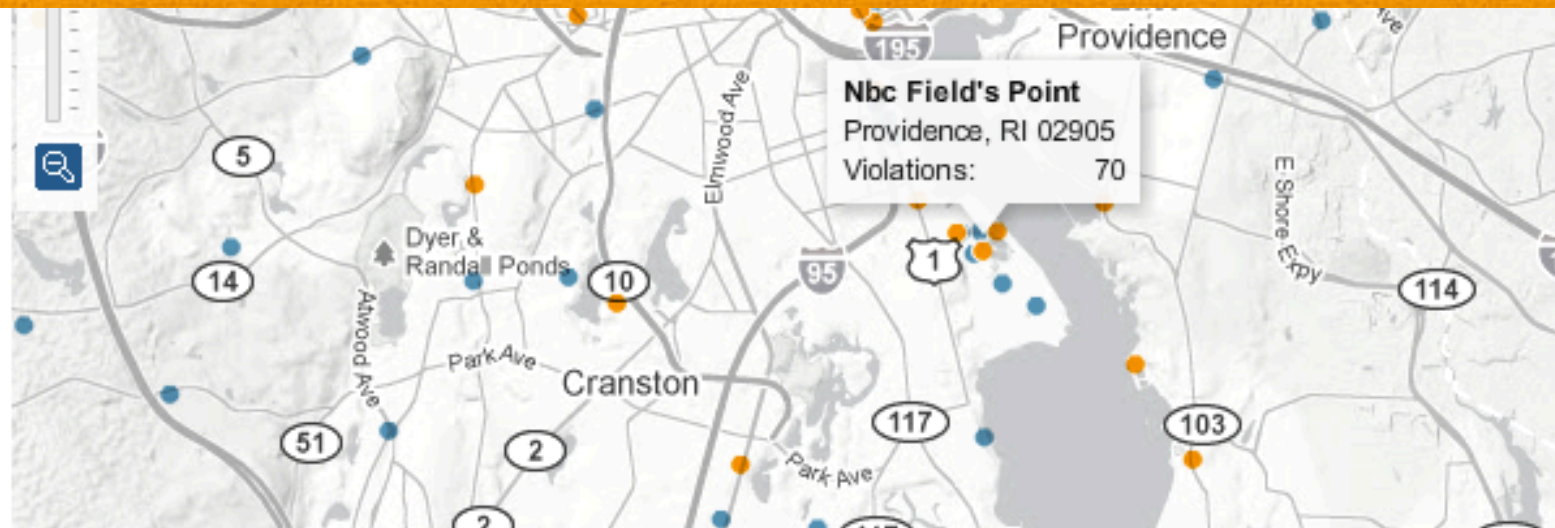 Providence
195
Nbc Field's Point
Providence, RI 02905
Violations: 70
Elmwood Ave
5
E Shore Expy
Dyer &
Randall Ponds
14
10
95
1
114
Atwood Ave
Park Ave
Cranston
51
2
117
103
Park Ave
2